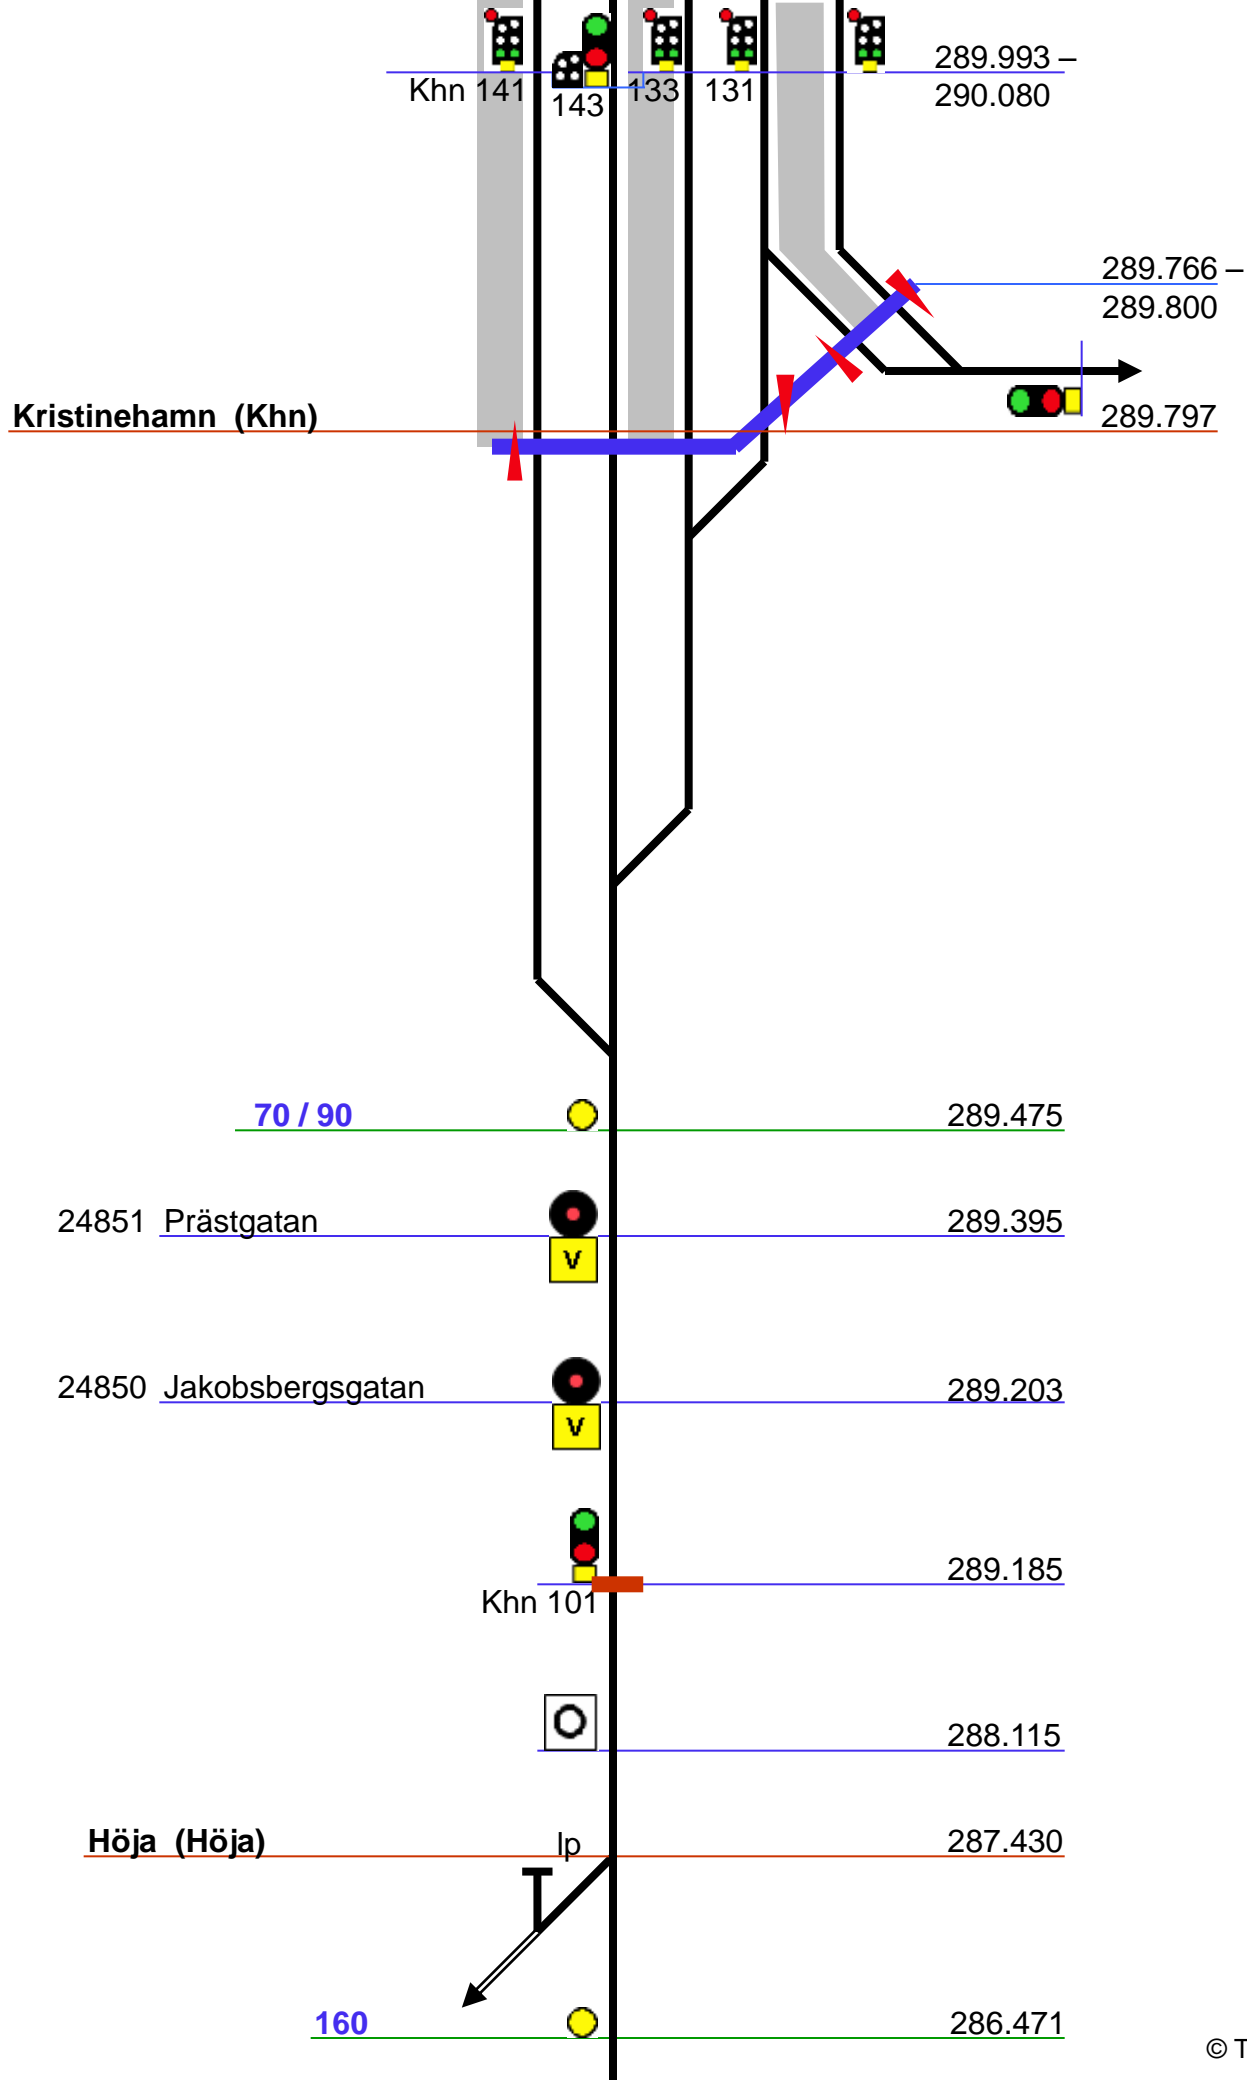 289.993 –
Khn 141 143 133 131 290.080
289.766 –
289.800
Kristinehamn (Khn) 289.797
70 / 90 289.475
24851 Prästgatan 289.395
V
24850 Jakobsbergsgatan 289.203
V
289.185
Khn 101
288.115
Höja (Höja) lp 287.430
160 286.471
© T